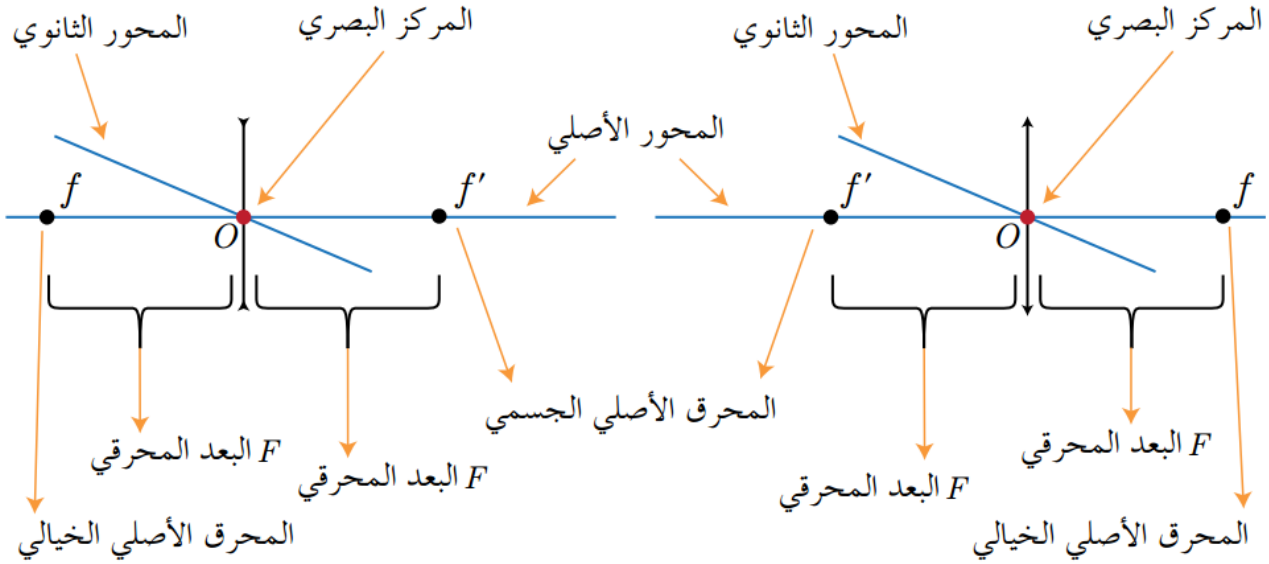 المركز البصري
المحور الثانوي
المركز البصري
المحور الثانوي
المحور الأصلي
f
f′
f′
f
O
O
المحرق الأصلي الجسمي
F البعد المحرقي
F البعد المحرقي
F البعد المحرقي
F البعد المحرقي
المحرق الأصلي الخيالي
المحرق الأصلي الخيالي